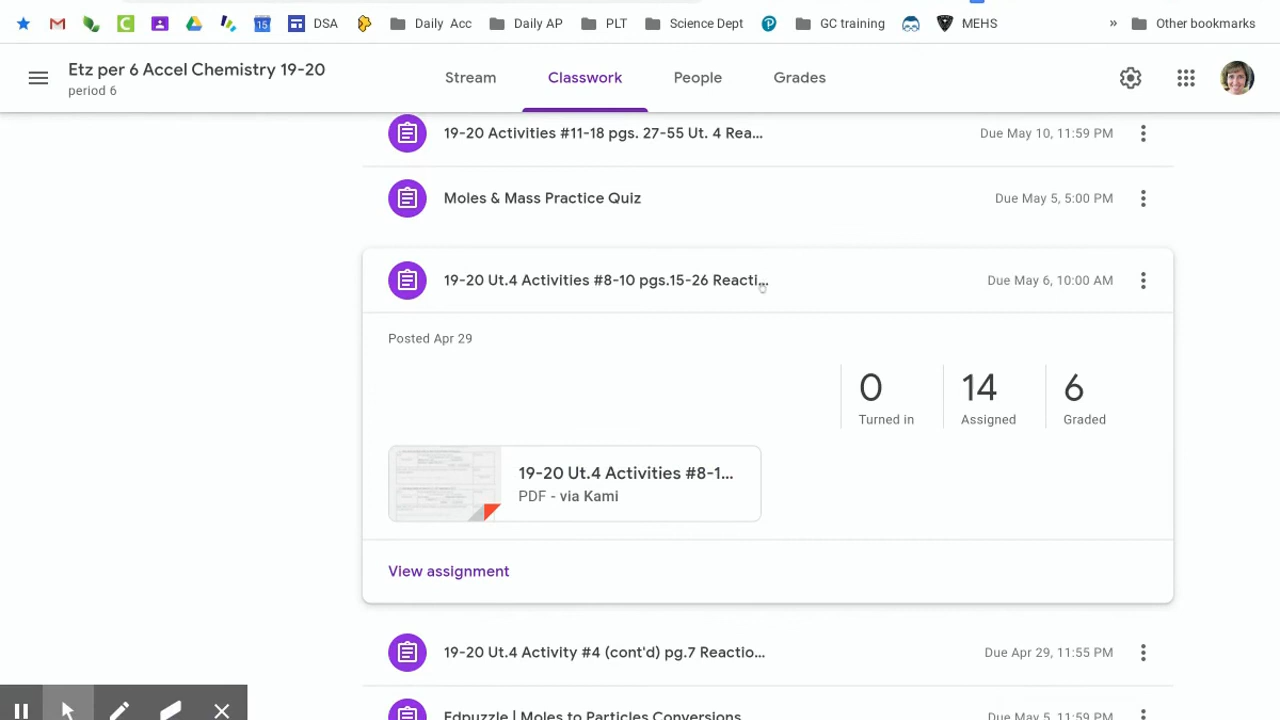 DSA Daily Acc Daily AP PLT Science Dept GC training MEHS » Other bookmarks
15
Etz per 6 Accel Chemistry 19-20
period 6
Stream Classwork People Grades
19-20 Activities #11-18 pgs. 27-55 Ut. 4 Rea... Due May 10, 11:59 PM
Moles & Mass Practice Quiz Due May 5, 5:00 PM
19-20 Ut.4 Activities #8-10 pgs.15-26 Reacti... Due May 6, 10:00 AM
Posted Apr 29
0 14 6
Turned in Assigned Graded
19-20 Ut.4 Activities #8-1...
PDF - via Kami
View assignment
19-20 Ut.4 Activity #4 (cont'd) pg.7 Reactio... Due Apr 29, 11:55 PM
Edpuzzle | Moles to Particles Conversions Due May 5, 11:59 PM